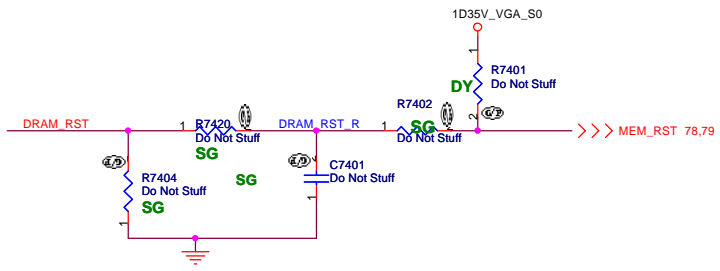 1D35V_VGA_S0
1
R7401
DY Do Not Stuff
2
R7402
DRAM_RST 1 R7420 DRAM_RST_R 1 SG
Do Not Stuff Do Not Stuff
MEM_RST 78,79
SG
C7401
R7404 SG Do Not Stuff
Do Not Stuff
SG
1 1